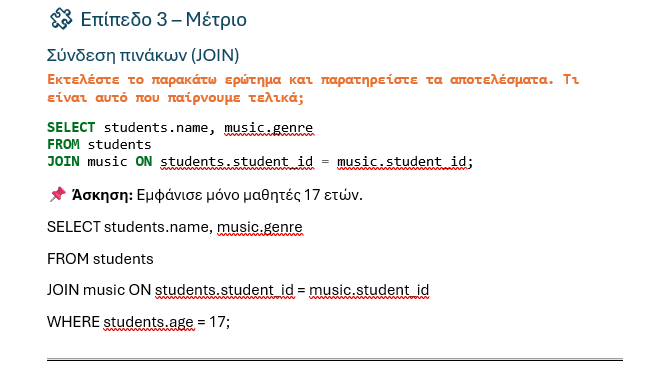 Επίπεδο 3 – Μέτριο
Σύνδεση πινάκων (JOIN)
Εκτελέστε το παρακάτω ερώτημα και παρατηρείστε τα αποτελέσματα. Τι
είναι αυτό που παίρνουμε τελικά;
SELECT students.name, music.genre
FROM students
JOIN music ON students.student_id = music.student_id;
Άσκηση: Εμφάνισε μόνο μαθητές 17 ετών.
SELECT students.name, music.genre
FROM students
JOIN music ON students.student_id = music.student_id
WHERE students.age = 17;